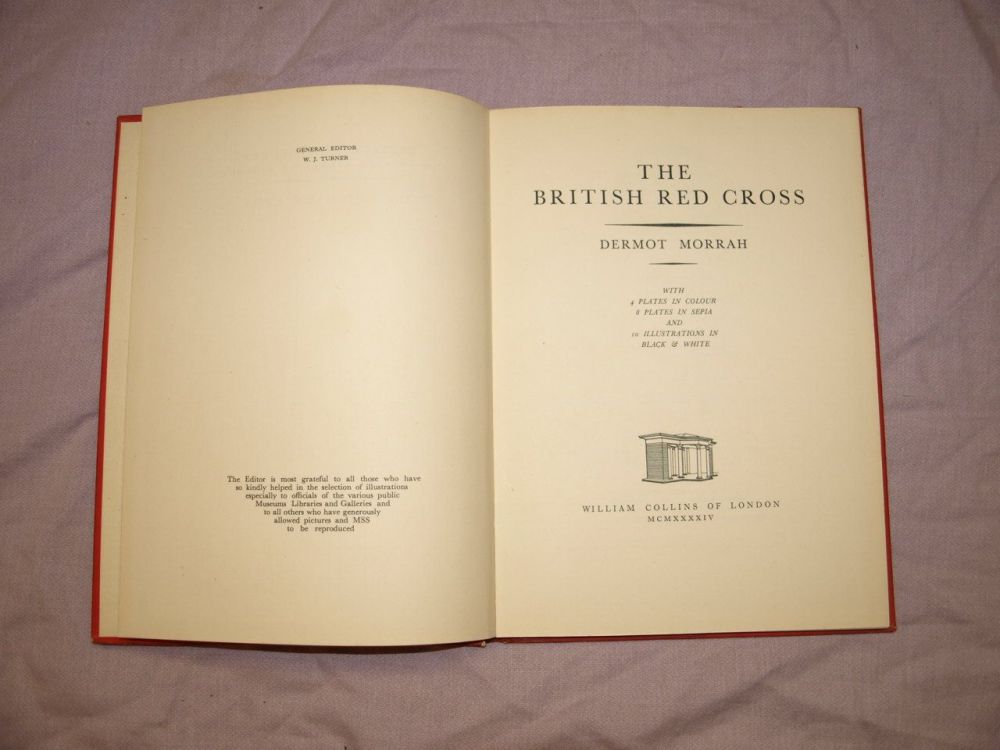 GENERAL EDITOR
W. J. TURNER
The Editor is most grateful to all those who have
so kindly helped in the selection of illustrations
especially to officials of the various public
Museums Libraries and Galleries and
to all others who have generously
allowed pictures and MSS
to be reproduced
THE
BRITISH RED CROSS
DERMOT MORRAH
WITH
4 PLATES IN COLOUR
8 PLATES IN SEPIA
AND
10 ILLUSTRATIONS IN
BLACK & WHITE
WILLIAM COLLINS OF LONDON
MCMXXXXIV